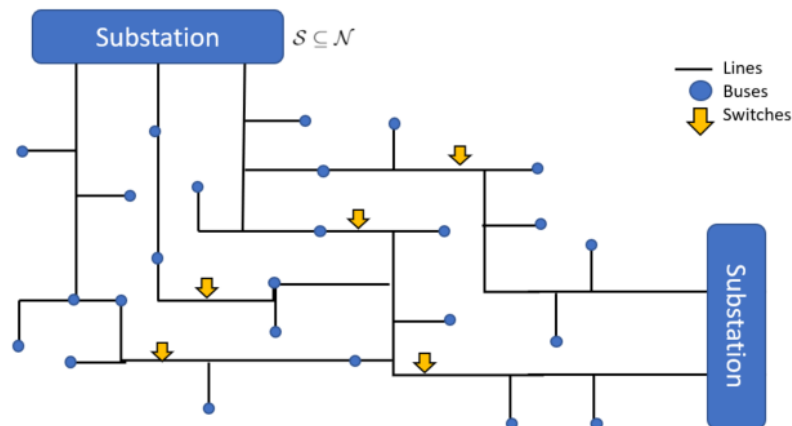 Substation
𝒮 ⊆ 𝒩
Lines
Buses
Switches
Substation